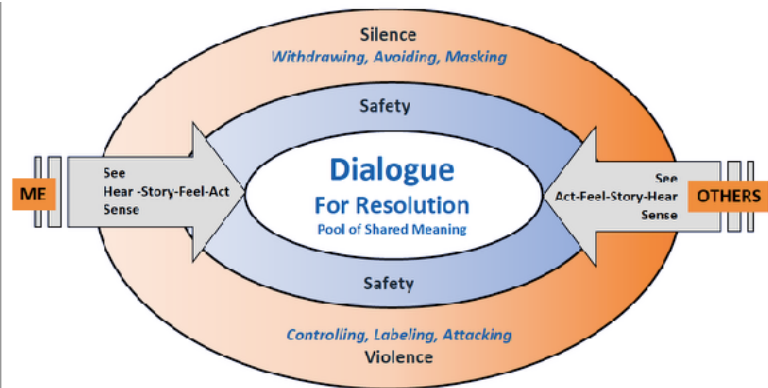 Silence
Withdrawing, Avoiding, Masking
Safety
Dialogue
For Resolution
Pool of Shared Meaning
ME
See
Hear -Story-Feel-Act
Sense
See
Act-Feel-Story-Hear
Sense
OTHERS
Safety
Controlling, Labeling, Attacking
Violence